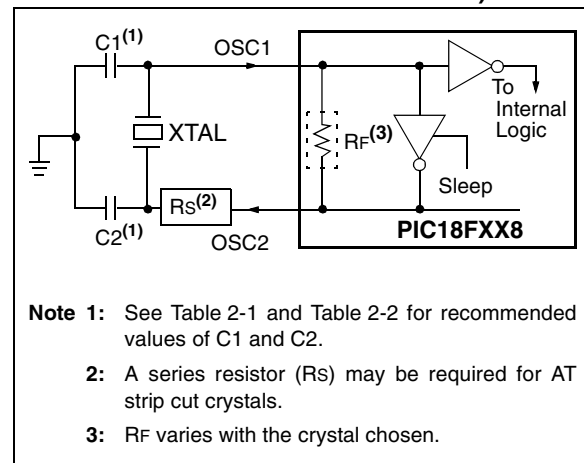 C1(1)
OSC1
To
Internal
Logic
XTAL
RF(3)
Sleep
RS(2)
C2(1)
OSC2
PIC18FXX8
Note 1: See Table 2-1 and Table 2-2 for recommended
values of C1 and C2.
2: A series resistor (RS) may be required for AT
strip cut crystals.
3: RF varies with the crystal chosen.